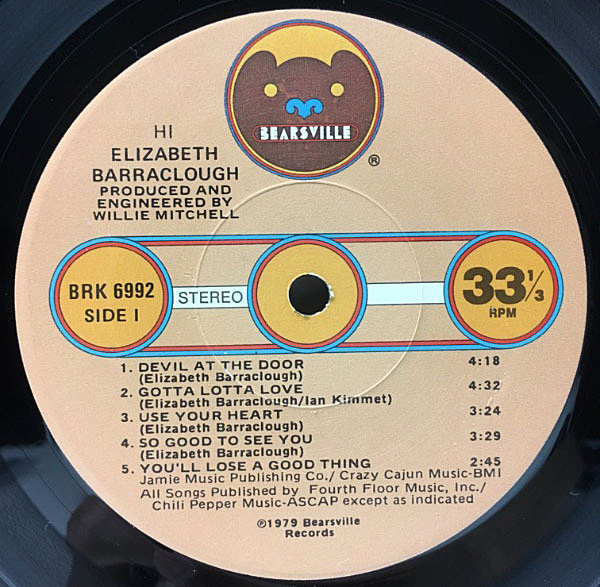 BEARSVILLE
®
HI
ELIZABETH
BARRACLOUGH
PRODUCED AND
ENGINEERED BY
WILLIE MITCHELL
BRK 6992
SIDE I
STEREO
33 1/3
RPM
1. DEVIL AT THE DOOR 4:18
(Elizabeth Barraclough)
2. GOTTA LOTTA LOVE 4:32
(Elizabeth Barraclough/Ian Kimmet)
3. USE YOUR HEART 3:24
(Elizabeth Barraclough)
4. SO GOOD TO SEE YOU 3:29
(Elizabeth Barraclough)
5. YOU'LL LOSE A GOOD THING 2:45
Jamie Music Publishing Co./ Crazy Cajun Music-BMI
All Songs Published by Fourth Floor Music, Inc./
Chili Pepper Music-ASCAP except as indicated
℗1979 Bearsville
Records